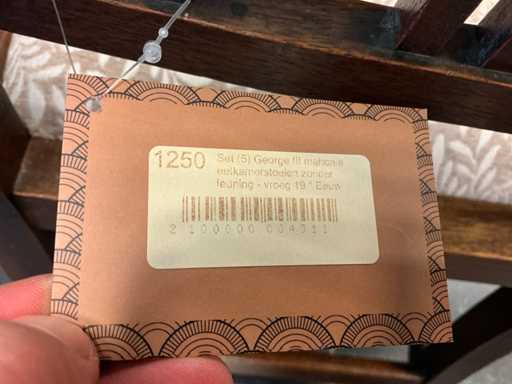 1250
Set (5) George III mahonie
eetkamerstoelen zonder
leuning - vroeg 19 e Eeuw
2 100000 004311